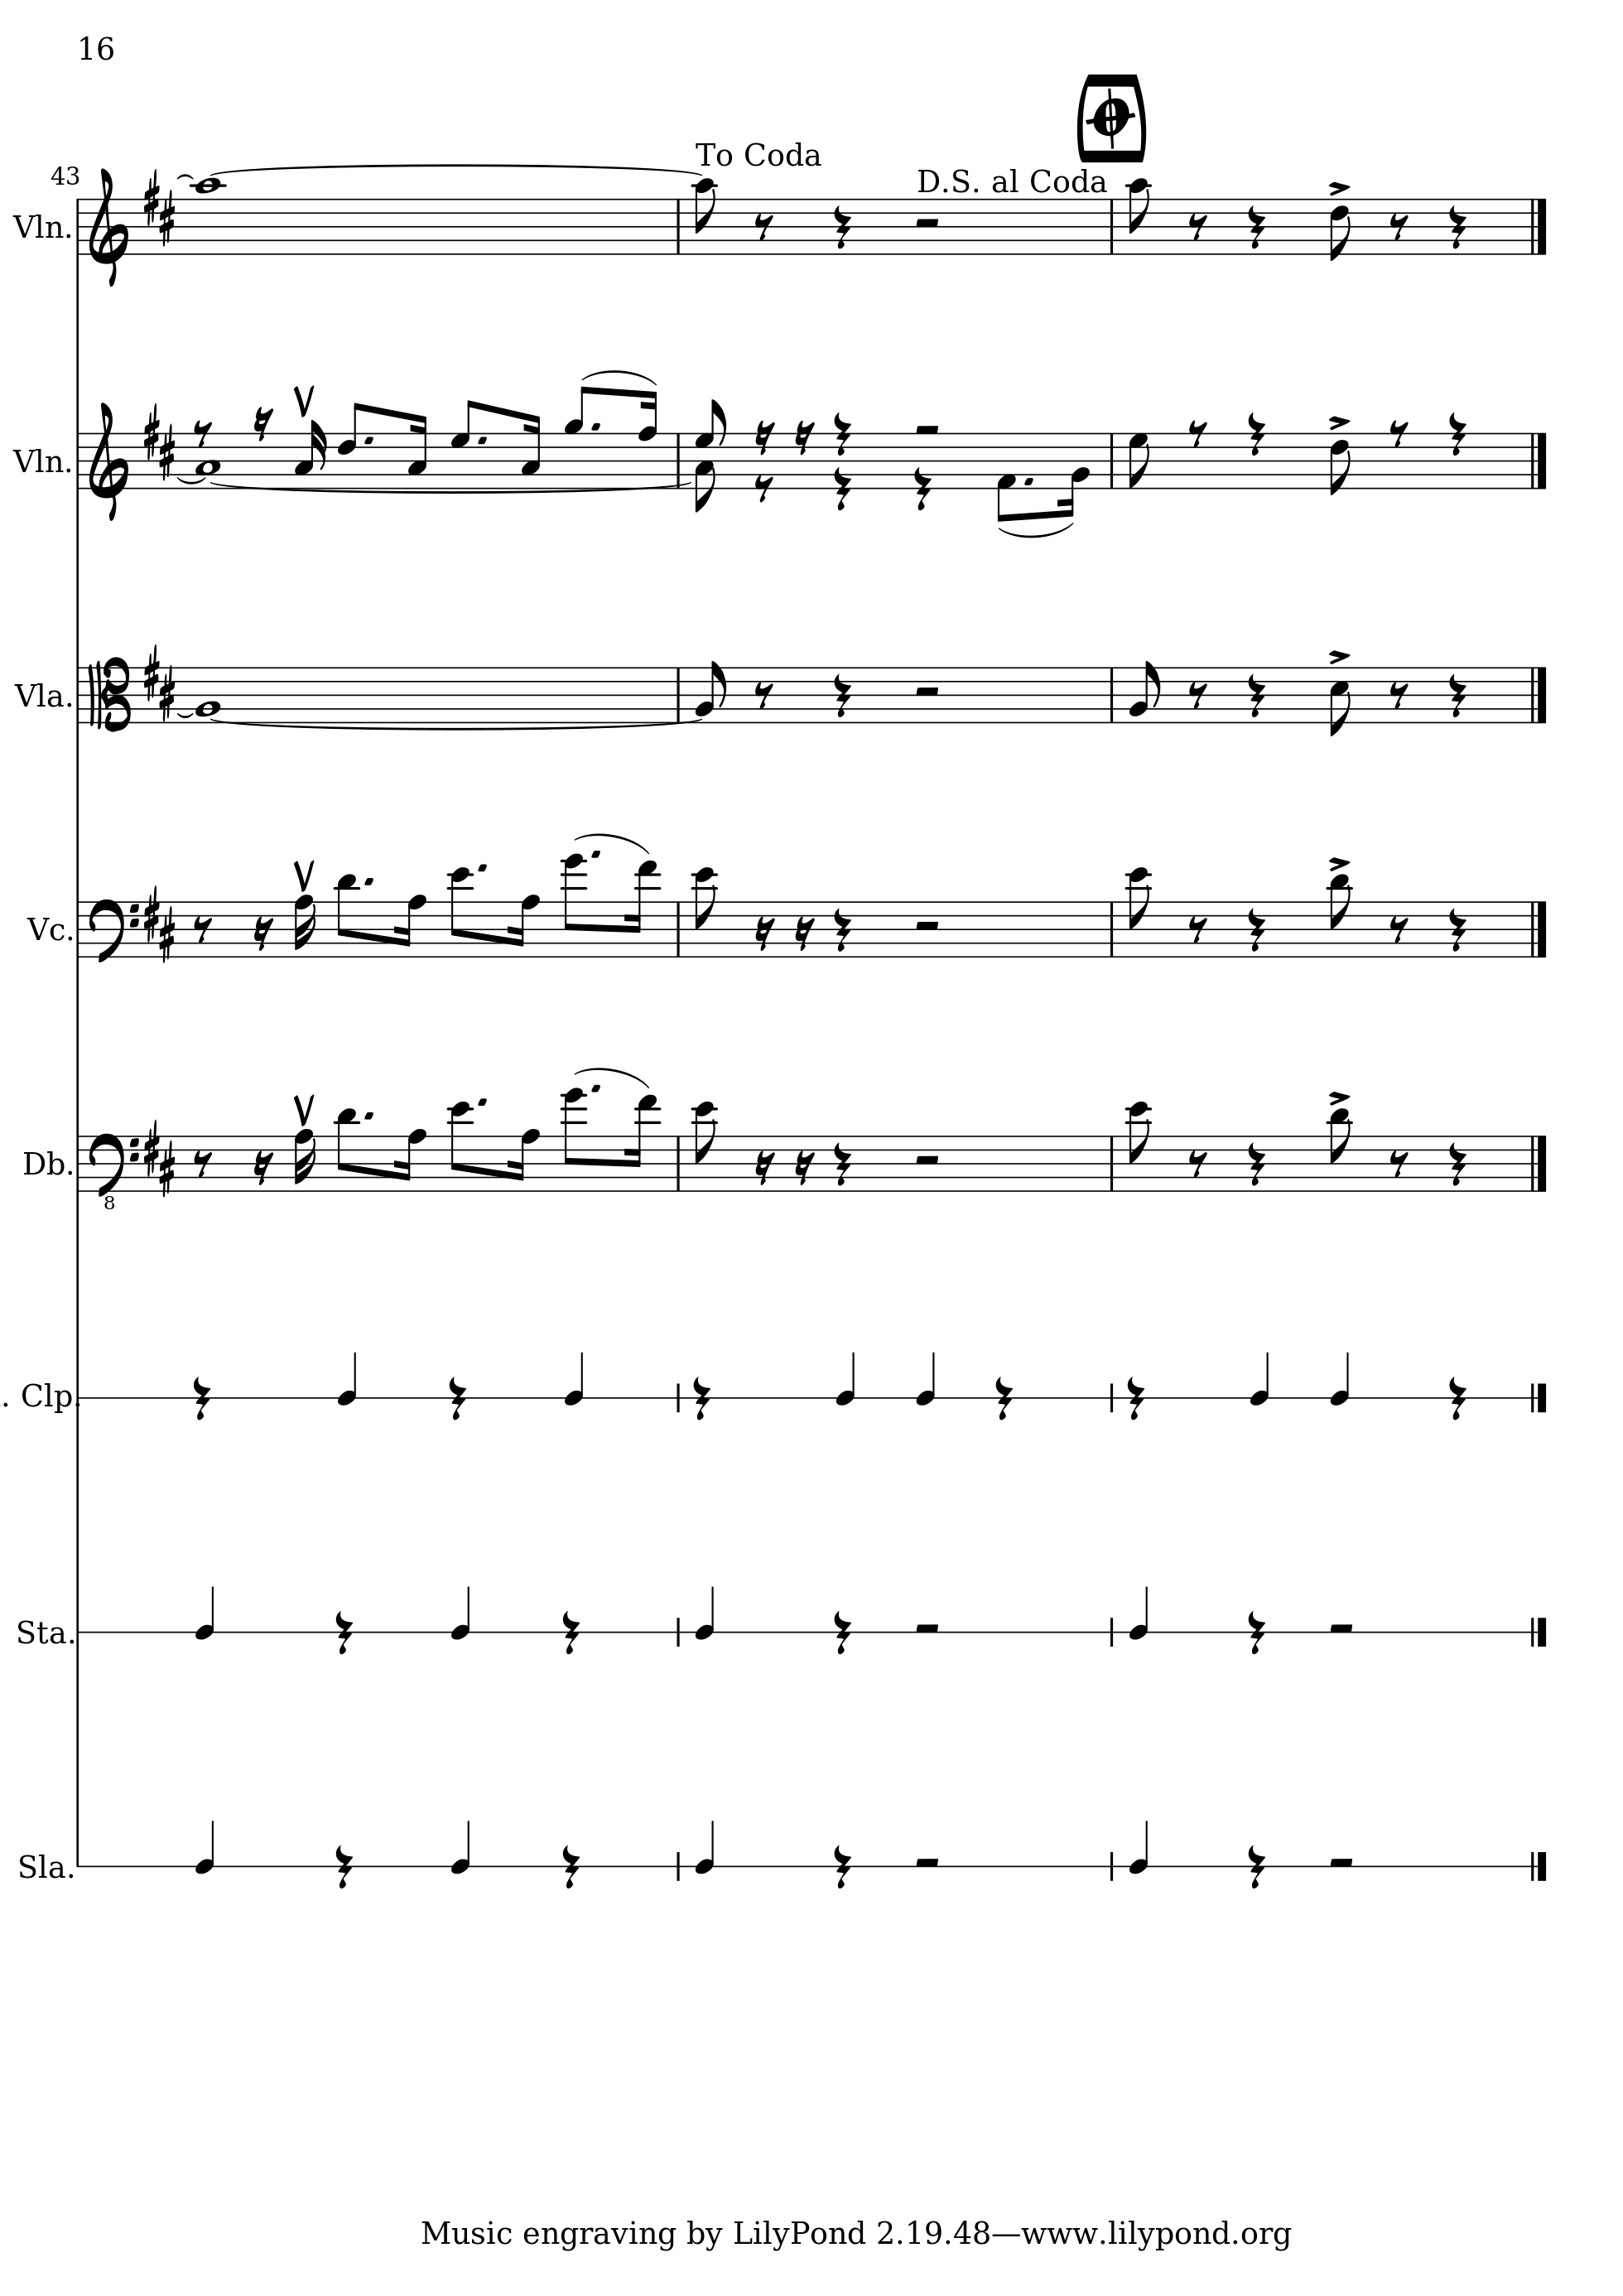 16
To Coda
43
D.S. al Coda
Vln.
Vln.
Vla.
Vc.
Db.
8
. Clp.
Sta.
Sla.
Music engraving by LilyPond 2.19.48—www.lilypond.org